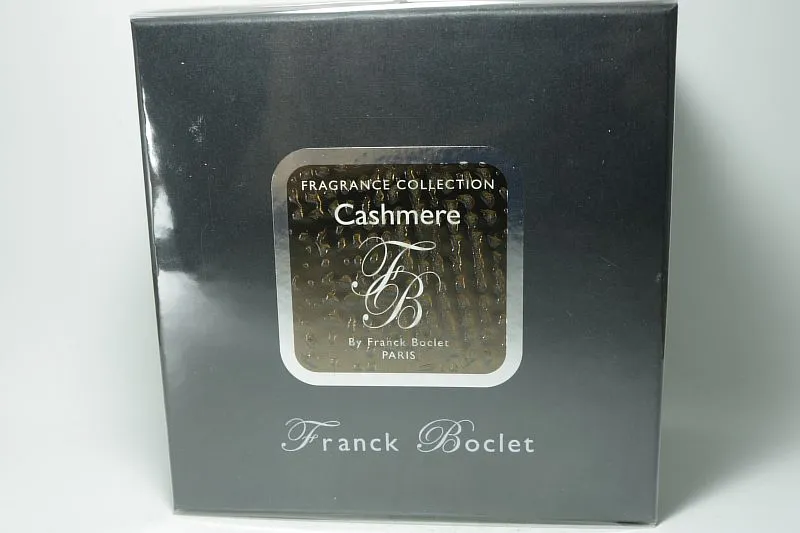 FRAGRANCE COLLECTION
Cashmere
FB
By Franck Boclet
PARIS
Franck Boclet